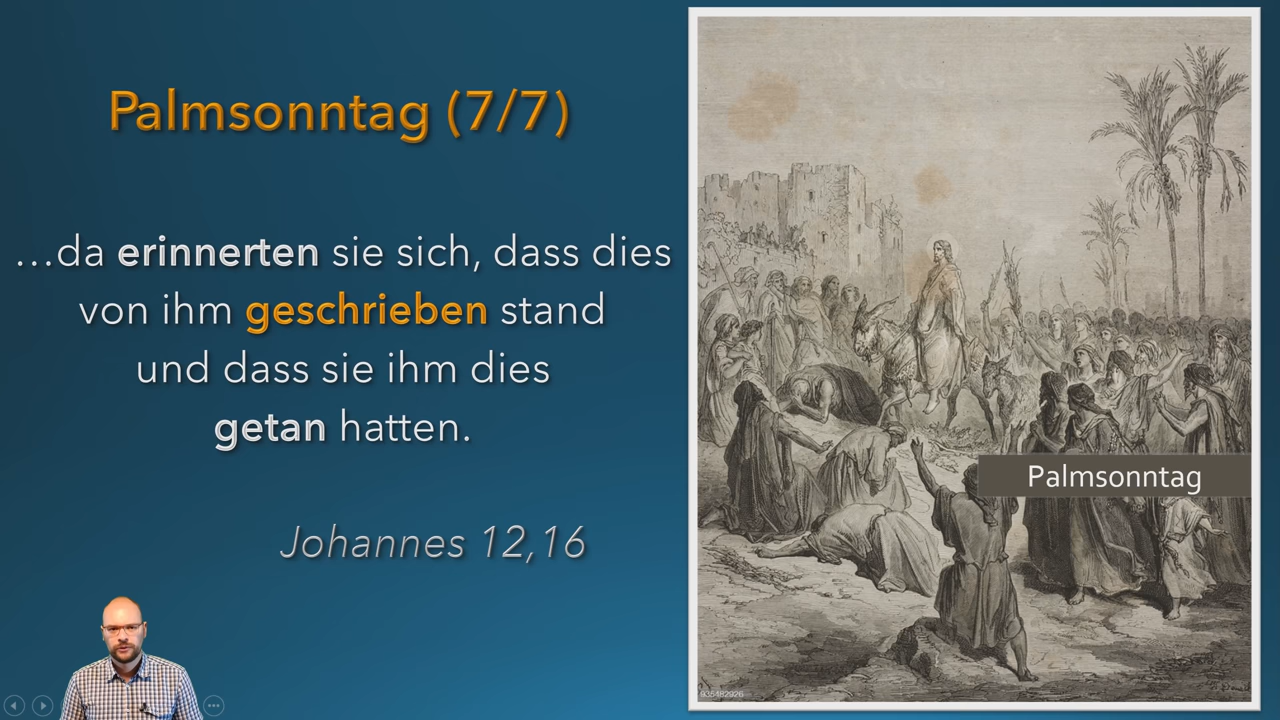 Palmsonntag (7/7)
…da erinnerten sie sich, dass dies
von ihm geschrieben stand
und dass sie ihm dies
getan hatten.
Johannes 12,16
Palmsonntag
935482926